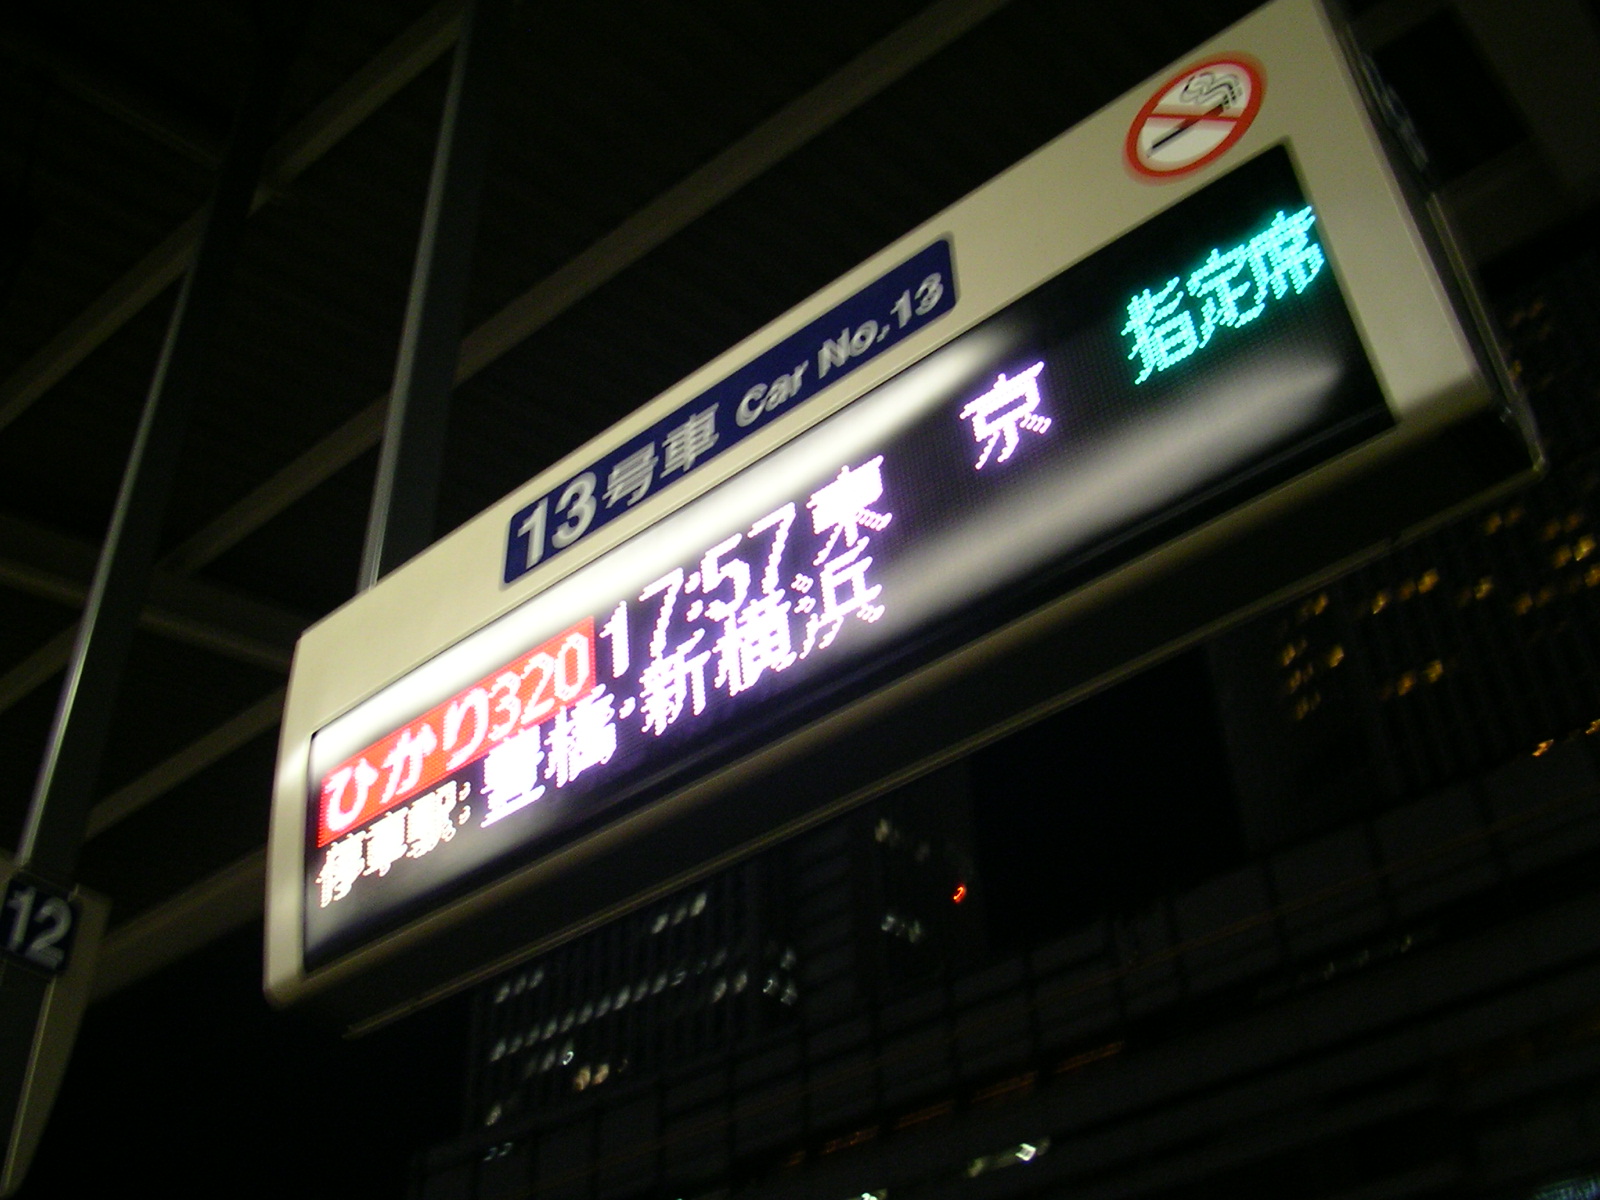 13号車 Car No.13
ひかり320 17:57 東 京 指定席
停車駅:豊橋・新横浜
12